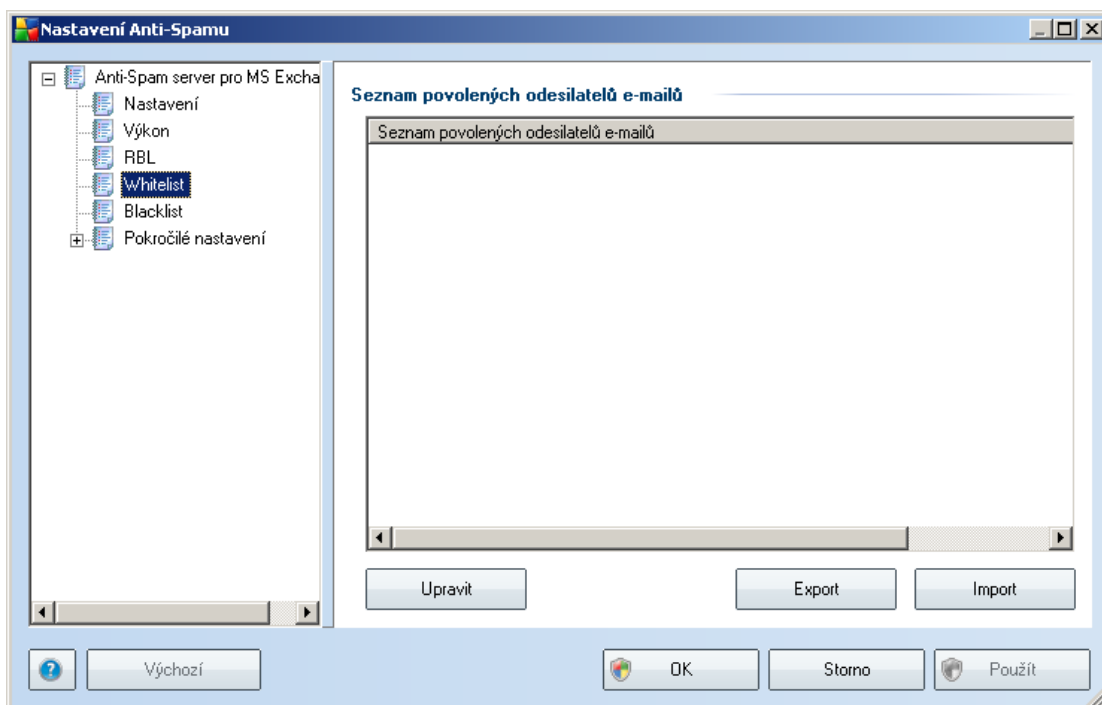 Nastavení Anti-Spamu
Anti-Spam server pro MS Excha
Nastavení
Výkon
RBL
Whitelist
Blacklist
Pokročilé nastavení
Seznam povolených odesilatelů e-mailů
Seznam povolených odesilatelů e-mailů
Upravit
Export
Import
Výchozí
OK
Storno
Použít